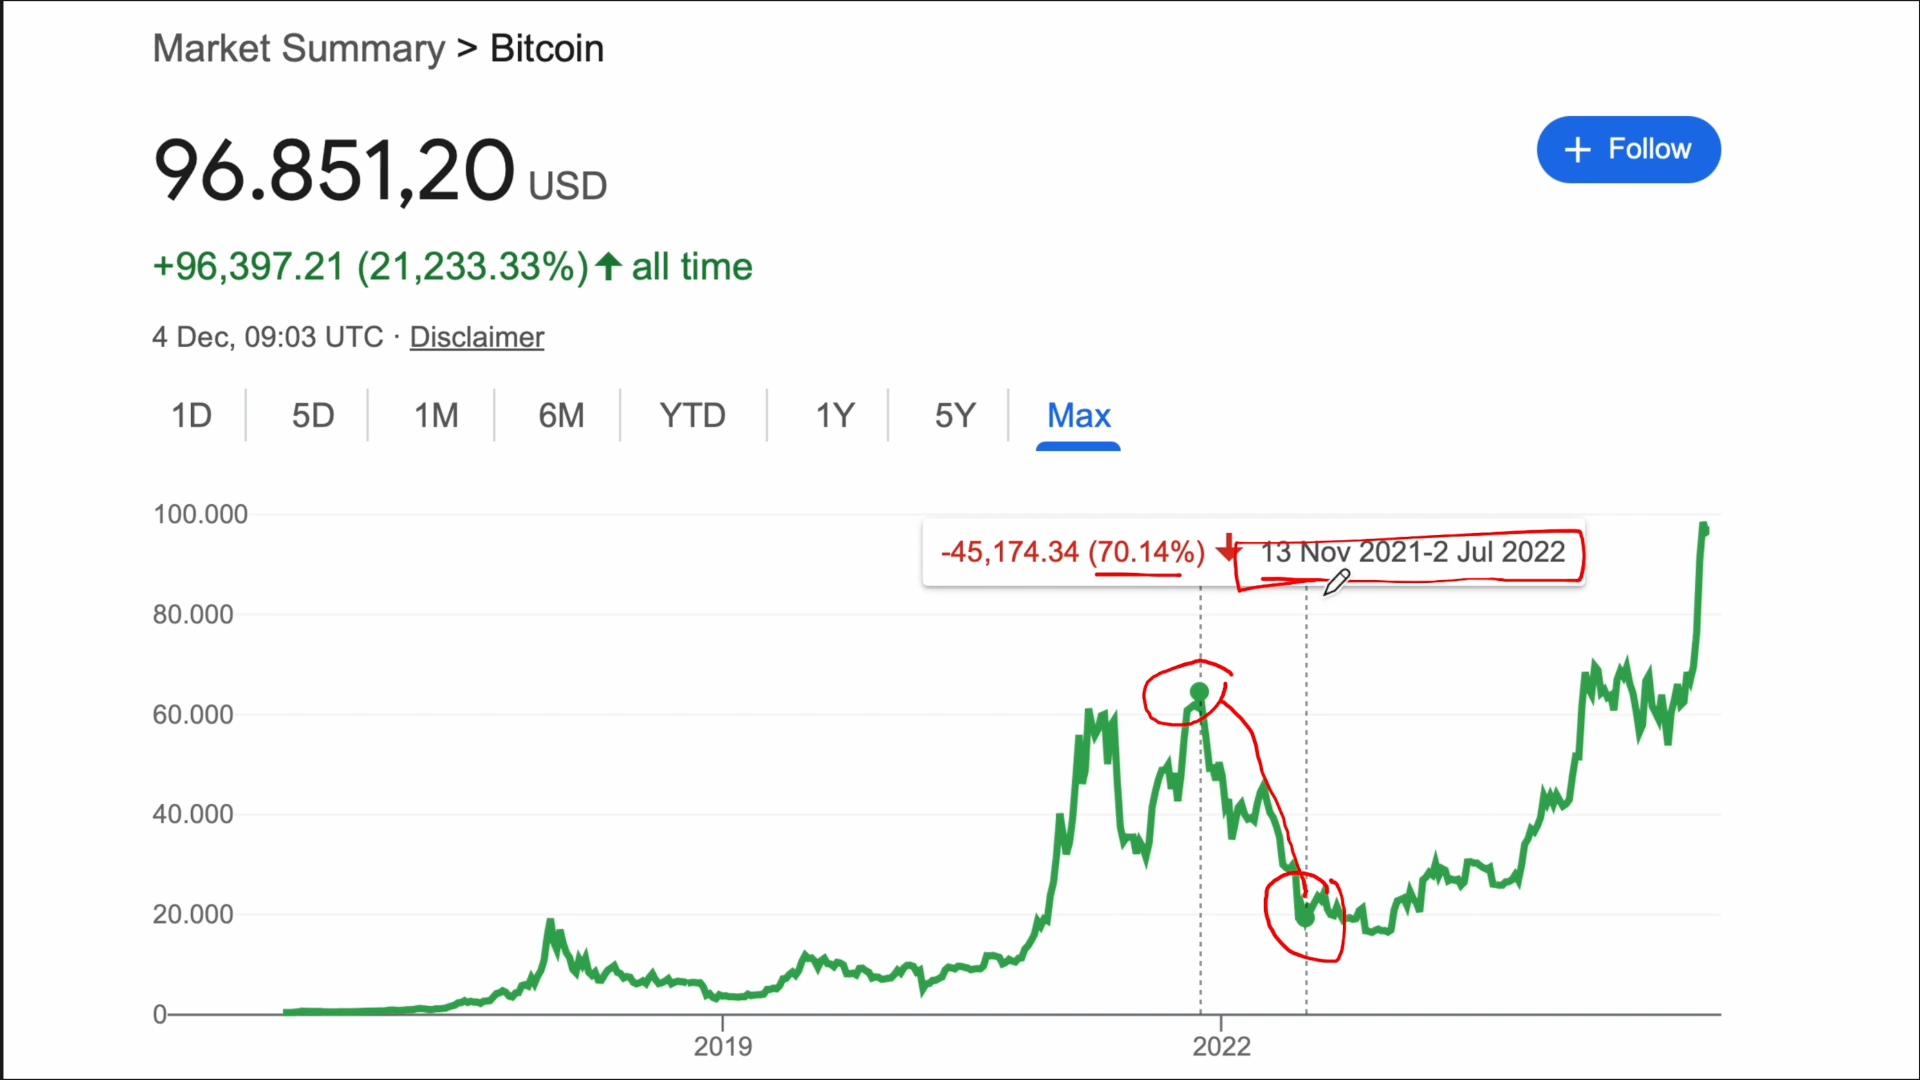 Market Summary > Bitcoin
96.851,20 USD
+ Follow
+96,397.21 (21,233.33%) ↑ all time
4 Dec, 09:03 UTC · Disclaimer
1D 5D 1M 6M YTD 1Y 5Y Max
100.000
-45,174.34 (70.14%) ↓ 13 Nov 2021-2 Jul 2022
80.000
60.000
40.000
20.000
0
2019 2022